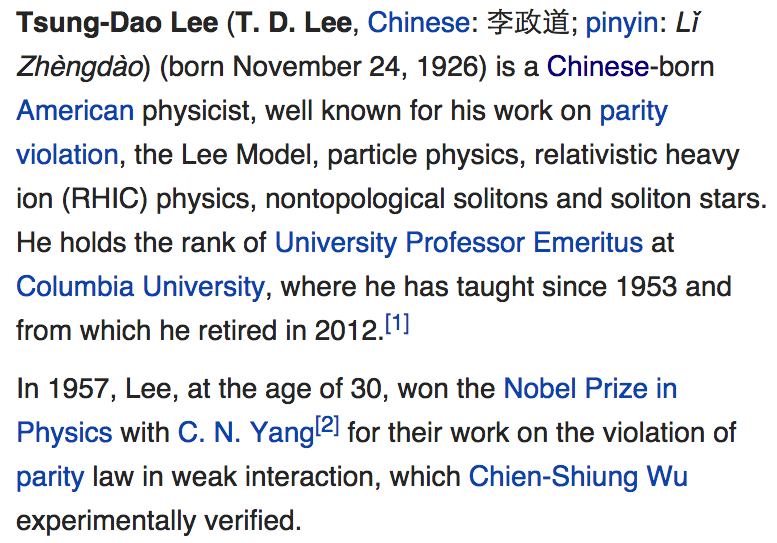 Tsung-Dao Lee (T. D. Lee, Chinese: 李政道; pinyin: Lǐ
Zhèngdào) (born November 24, 1926) is a Chinese-born
American physicist, well known for his work on parity
violation, the Lee Model, particle physics, relativistic heavy
ion (RHIC) physics, nontopological solitons and soliton stars.
He holds the rank of University Professor Emeritus at
Columbia University, where he has taught since 1953 and
from which he retired in 2012.[1]
In 1957, Lee, at the age of 30, won the Nobel Prize in
Physics with C. N. Yang[2] for their work on the violation of
parity law in weak interaction, which Chien-Shiung Wu
experimentally verified.